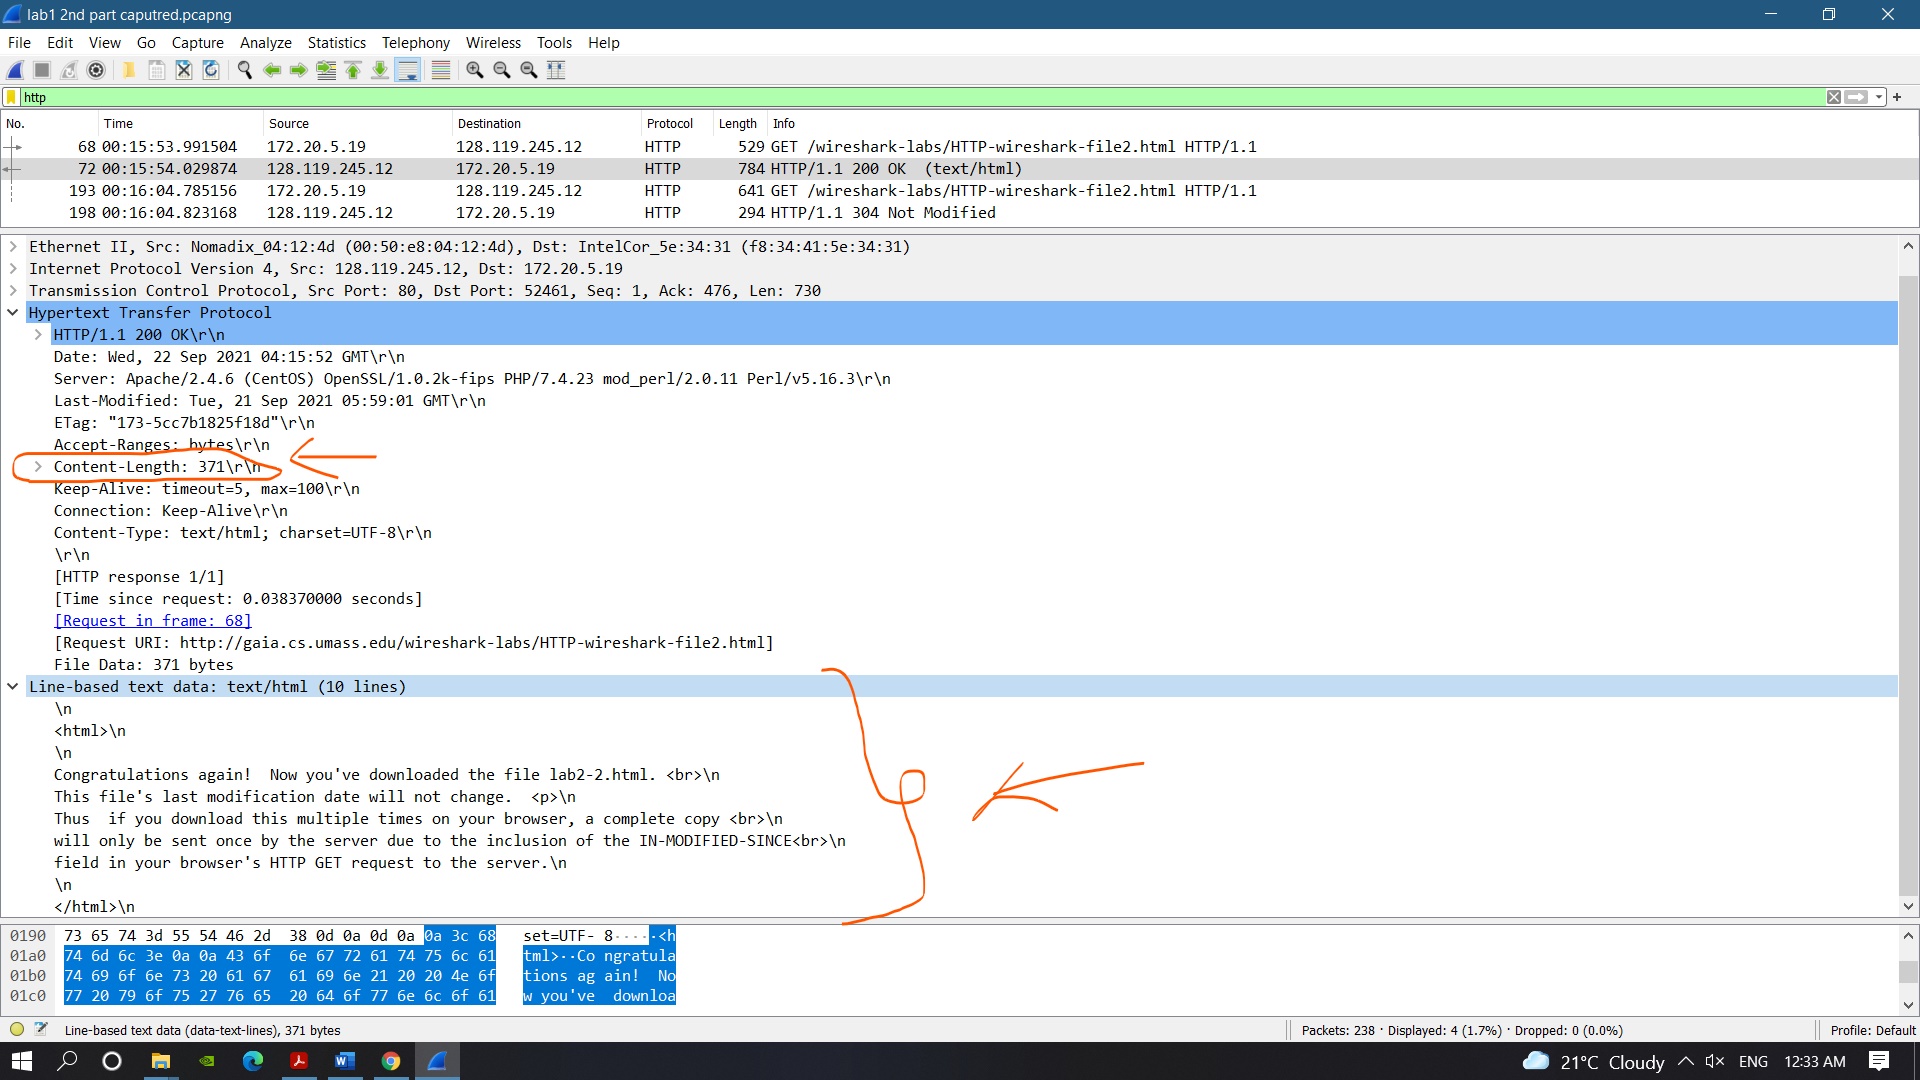 lab1 2nd part caputred.pcapng
File Edit View Go Capture Analyze Statistics Telephony Wireless Tools Help
http
No. Time Source Destination Protocol Length Info
68 00:15:53.991504 172.20.5.19 128.119.245.12 HTTP 529 GET /wireshark-labs/HTTP-wireshark-file2.html HTTP/1.1
72 00:15:54.029874 128.119.245.12 172.20.5.19 HTTP 784 HTTP/1.1 200 OK  (text/html)
193 00:16:04.785156 172.20.5.19 128.119.245.12 HTTP 641 GET /wireshark-labs/HTTP-wireshark-file2.html HTTP/1.1
198 00:16:04.823168 128.119.245.12 172.20.5.19 HTTP 294 HTTP/1.1 304 Not Modified
Ethernet II, Src: Nomadix_04:12:4d (00:50:e8:04:12:4d), Dst: IntelCor_5e:34:31 (f8:34:41:5e:34:31)
Internet Protocol Version 4, Src: 128.119.245.12, Dst: 172.20.5.19
Transmission Control Protocol, Src Port: 80, Dst Port: 52461, Seq: 1, Ack: 476, Len: 730
Hypertext Transfer Protocol
HTTP/1.1 200 OK\r\n
Date: Wed, 22 Sep 2021 04:15:52 GMT\r\n
Server: Apache/2.4.6 (CentOS) OpenSSL/1.0.2k-fips PHP/7.4.23 mod_perl/2.0.11 Perl/v5.16.3\r\n
Last-Modified: Tue, 21 Sep 2021 05:59:01 GMT\r\n
ETag: "173-5cc7b1825f18d"\r\n
Accept-Ranges: bytes\r\n
Content-Length: 371\r\n
Keep-Alive: timeout=5, max=100\r\n
Connection: Keep-Alive\r\n
Content-Type: text/html; charset=UTF-8\r\n
\r\n
[HTTP response 1/1]
[Time since request: 0.038370000 seconds]
[Request in frame: 68]
[Request URI: http://gaia.cs.umass.edu/wireshark-labs/HTTP-wireshark-file2.html]
File Data: 371 bytes
Line-based text data: text/html (10 lines)
\n
<html>\n
\n
Congratulations again!  Now you've downloaded the file lab2-2.html. <br>\n
This file's last modification date will not change.  <p>\n
Thus  if you download this multiple times on your browser, a complete copy <br>\n
will only be sent once by the server due to the inclusion of the IN-MODIFIED-SINCE<br>\n
field in your browser's HTTP GET request to the server.\n
\n
</html>\n
0190 73 65 74 3d 55 54 46 2d 38 0d 0a 0d 0a 0a 3c 68 set=UTF- 8·····<h
01a0 74 6d 6c 3e 0a 0a 43 6f 6e 67 72 61 74 75 6c 61 tml>··Co ngratula
01b0 74 69 6f 6e 73 20 61 67 61 69 6e 21 20 20 4e 6f tions ag ain!  No
01c0 77 20 79 6f 75 27 76 65 20 64 6f 77 6e 6c 6f 61 w you've  downloa
Line-based text data (data-text-lines), 371 bytes Packets: 238 · Displayed: 4 (1.7%) · Dropped: 0 (0.0%) Profile: Default
21°C Cloudy ENG 12:33 AM